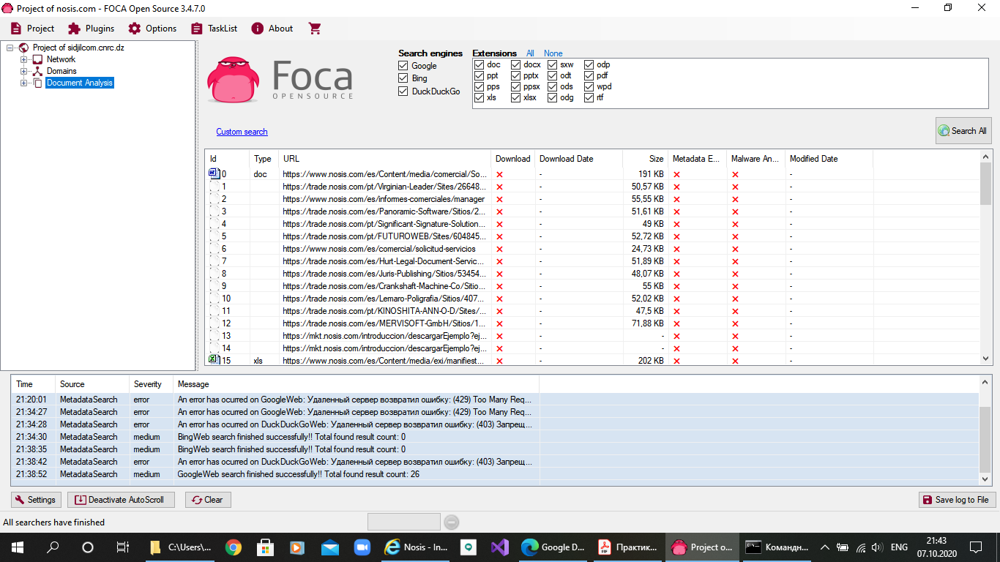 Project of nosis.com - FOCA Open Source 3.4.7.0
Project Plugins Options TaskList About
Project of sidjilcom.cnrc.dz
Network
Domains
Document Analysis
Foca
OPENSOURCE
Search engines
Google
Bing
DuckDuckGo
Extensions All None
doc docx sxw odp
ppt pptx odt pdf
pps ppsx ods wpd
xls xlsx odg rtf
Custom search
Search All
Id Type URL Download Download Date Size Metadata E... Malware An... Modified Date
0 doc https://www.nosis.com/es/Content/media/comercial/So... - 191 KB -
1 https://trade.nosis.com/pt/Virginian-Leader/Sites/26648... - 50,57 KB -
2 https://www.nosis.com/es/informes-comerciales/manager - 55,55 KB -
3 https://trade.nosis.com/es/Panoramic-Software/Sitios/2... - 51,61 KB -
4 https://trade.nosis.com/pt/Significant-Signature-Solution... - 49 KB -
5 https://trade.nosis.com/pt/FUTUROWEB/Sites/604845... - 52,72 KB -
6 https://www.nosis.com/es/comercial/solicitud-servicios - 24,73 KB -
7 https://trade.nosis.com/es/Hurt-Legal-Document-Servic... - 51,89 KB -
8 https://trade.nosis.com/es/Juris-Publishing/Sitios/53454... - 48,07 KB -
9 https://trade.nosis.com/es/Crankshaft-Machine-Co/Sitio... - 55 KB -
10 https://trade.nosis.com/es/Lemaro-Poligrafia/Sitios/407... - 52,02 KB -
11 https://trade.nosis.com/pt/KINOSHITA-ANN-O-D/Sites/... - 47,5 KB -
12 https://trade.nosis.com/es/MERVISOFT-GmbH/Sitios/1... - 71,88 KB -
13 https://mkt.nosis.com/introduccion/descargarEjemplo?ej... - - -
14 https://mkt.nosis.com/introduccion/descargarEjemplo?ej... - - -
15 xls https://www.nosis.com/es/Content/media/exi/manifiest... - 202 KB -
Time Source Severity Message
21:20:01 MetadataSearch error An error has ocurred on GoogleWeb: Удаленный сервер возвратил ошибку: (429) Too Many Req...
21:34:27 MetadataSearch error An error has ocurred on GoogleWeb: Удаленный сервер возвратил ошибку: (429) Too Many Req...
21:34:28 MetadataSearch error An error has ocurred on DuckDuckGoWeb: Удаленный сервер возвратил ошибку: (403) Запрещ...
21:34:30 MetadataSearch medium BingWeb search finished successfully!! Total found result count: 0
21:38:35 MetadataSearch medium BingWeb search finished successfully!! Total found result count: 0
21:38:42 MetadataSearch error An error has ocurred on DuckDuckGoWeb: Удаленный сервер возвратил ошибку: (403) Запрещ...
21:38:52 MetadataSearch medium GoogleWeb search finished successfully!! Total found result count: 26
Settings Deactivate AutoScroll Clear Save log to File
All searchers have finished
C:\Users\... Nosis - In... Google D... Практик... Project o... Командн... ENG 21:43
07.10.2020